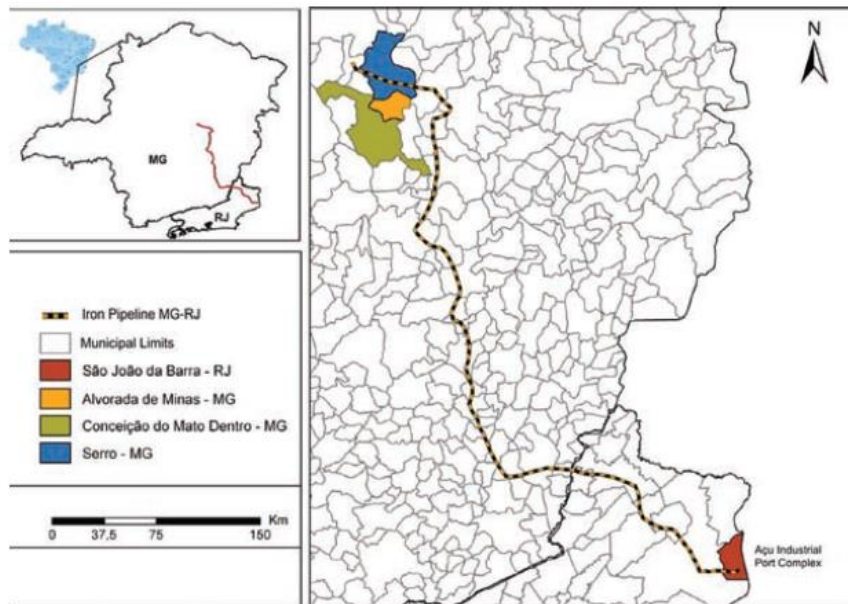 MG
RJ
N
Iron Pipeline MG-RJ
Municipal Limits
São João da Barra - RJ
Alvorada de Minas - MG
Conceição do Mato Dentro - MG
Serro - MG
Km
0 37,5 75 150
Açu Industrial
Port Complex